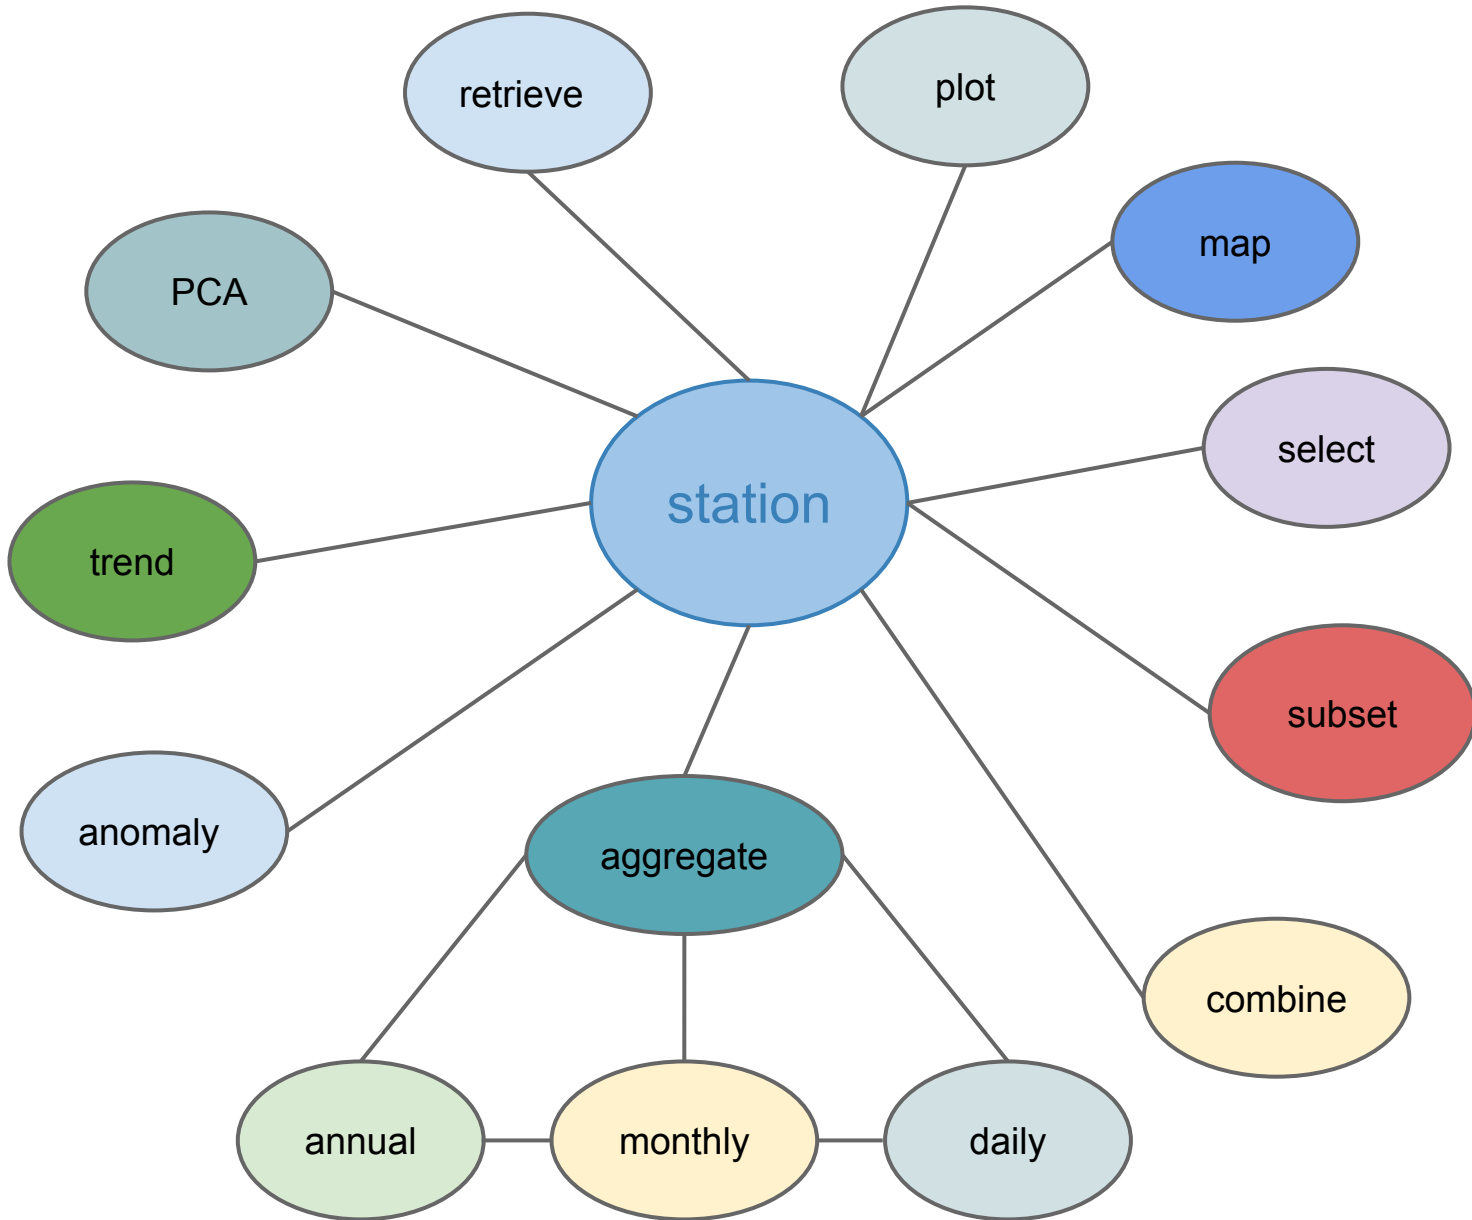 retrieve
plot
map
PCA
select
station
trend
subset
anomaly
aggregate
combine
annual
monthly
daily